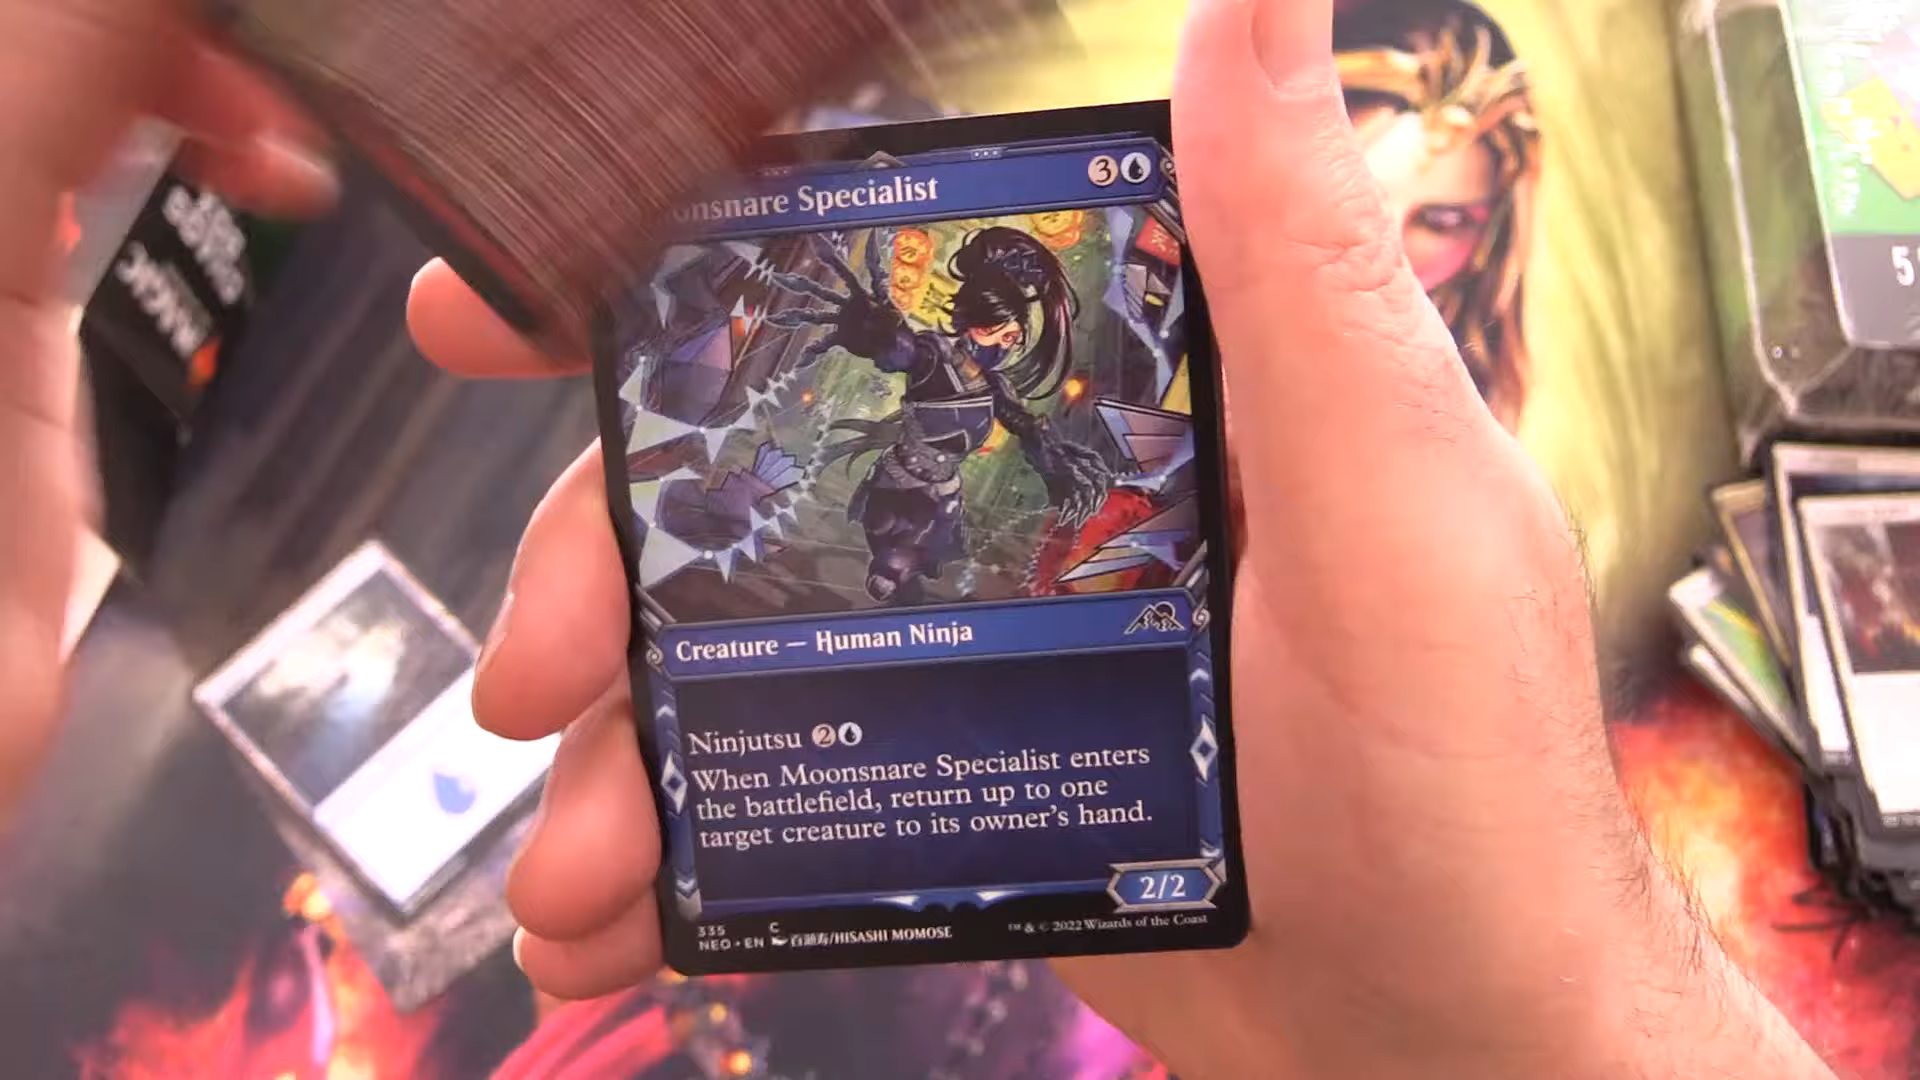 onsnare Specialist 3
Creature — Human Ninja
Ninjutsu 2
When Moonsnare Specialist enters
the battlefield, return up to one
target creature to its owner's hand.
2/2
335 C
NEO • EN HISASHI MOMOSE
™ & © 2022 Wizards of the Coast